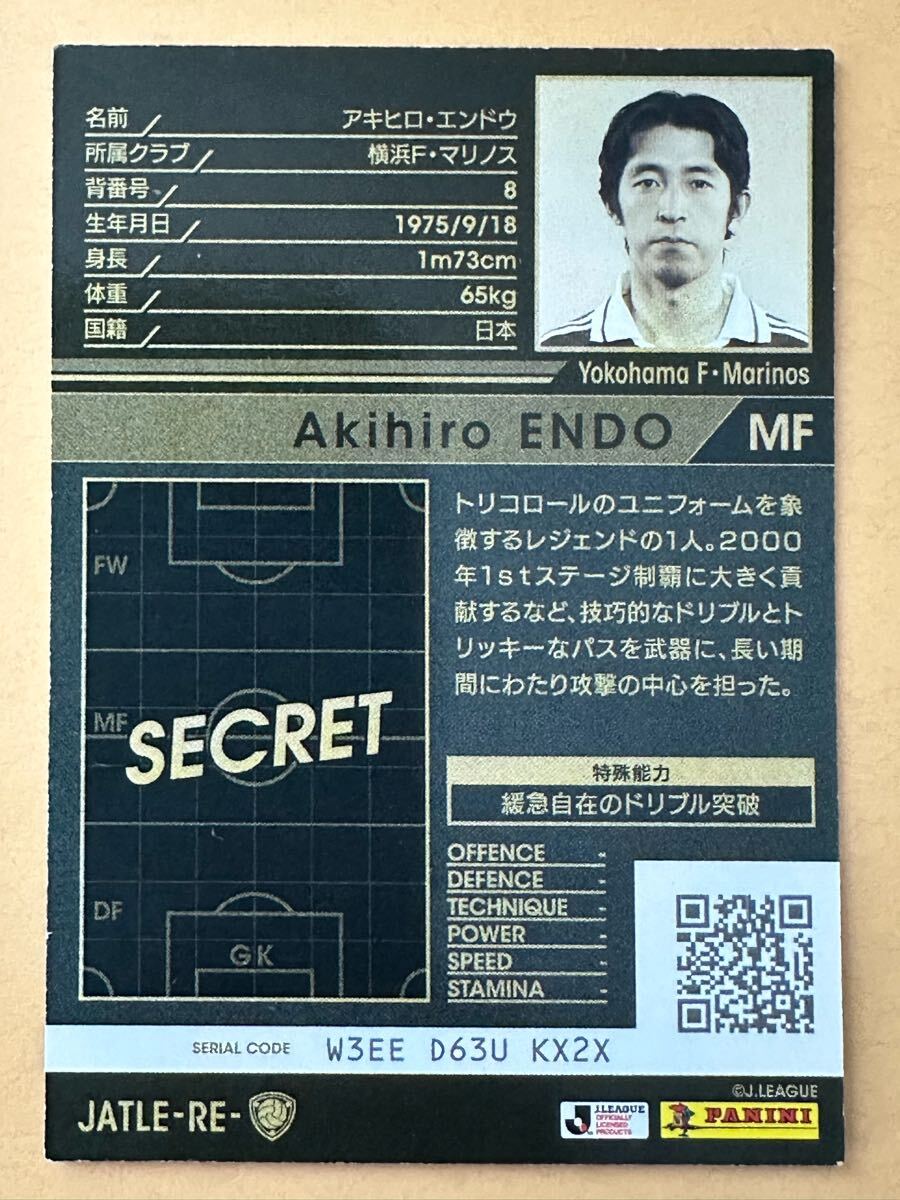 名前 アキヒロ・エンドウ
所属クラブ 横浜F・マリノス
背番号 8
生年月日 1975/9/18
身長 1m73cm
体重 65kg
国籍 日本
Yokohama F・Marinos
Akihiro ENDO MF
FW
MF
SECRET
DF
GK
トリコロールのユニフォームを象
徴するレジェンドの1人。2000
年1stステージ制覇に大きく貢
献するなど、技巧的なドリブルとト
リッキーなパスを武器に、長い期
間にわたり攻撃の中心を担った。
特殊能力
緩急自在のドリブル突破
OFFENCE -
DEFENCE -
TECHNIQUE -
POWER -
SPEED -
STAMINA -
SERIAL CODE W3EE D63U KX2X
©J.LEAGUE
JATLE-RE-
J.LEAGUE
OFFICIALLY
LICENSED
PRODUCTS
PANINI